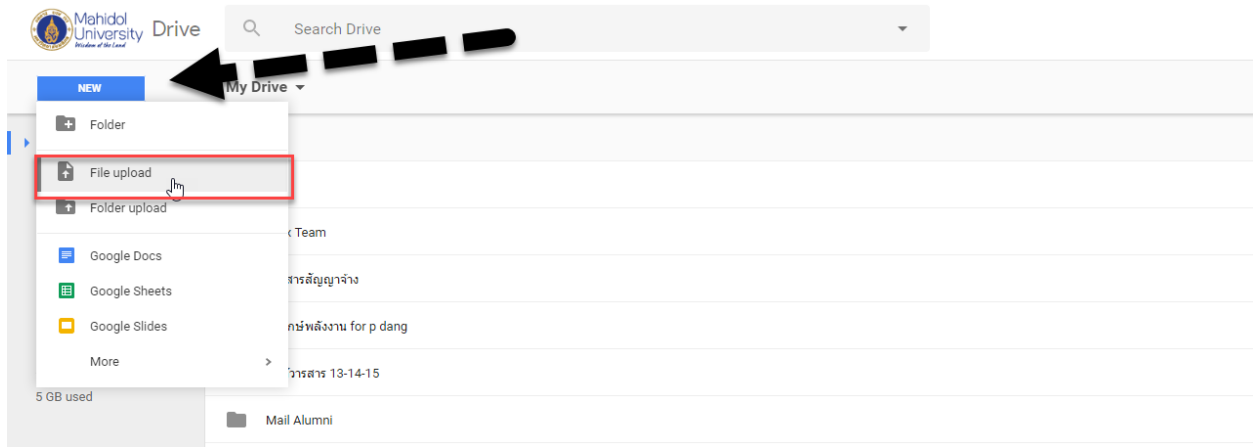 Mahidol
University
Wisdom of the Land
Drive
Search Drive
NEW
My Drive
Folder
File upload
Folder upload
Google Docs
Google Sheets
Google Slides
More
5 GB used
Team
สารสัญญาจ้าง
กษ์พลังงาน for p dang
วารสาร 13-14-15
Mail Alumni